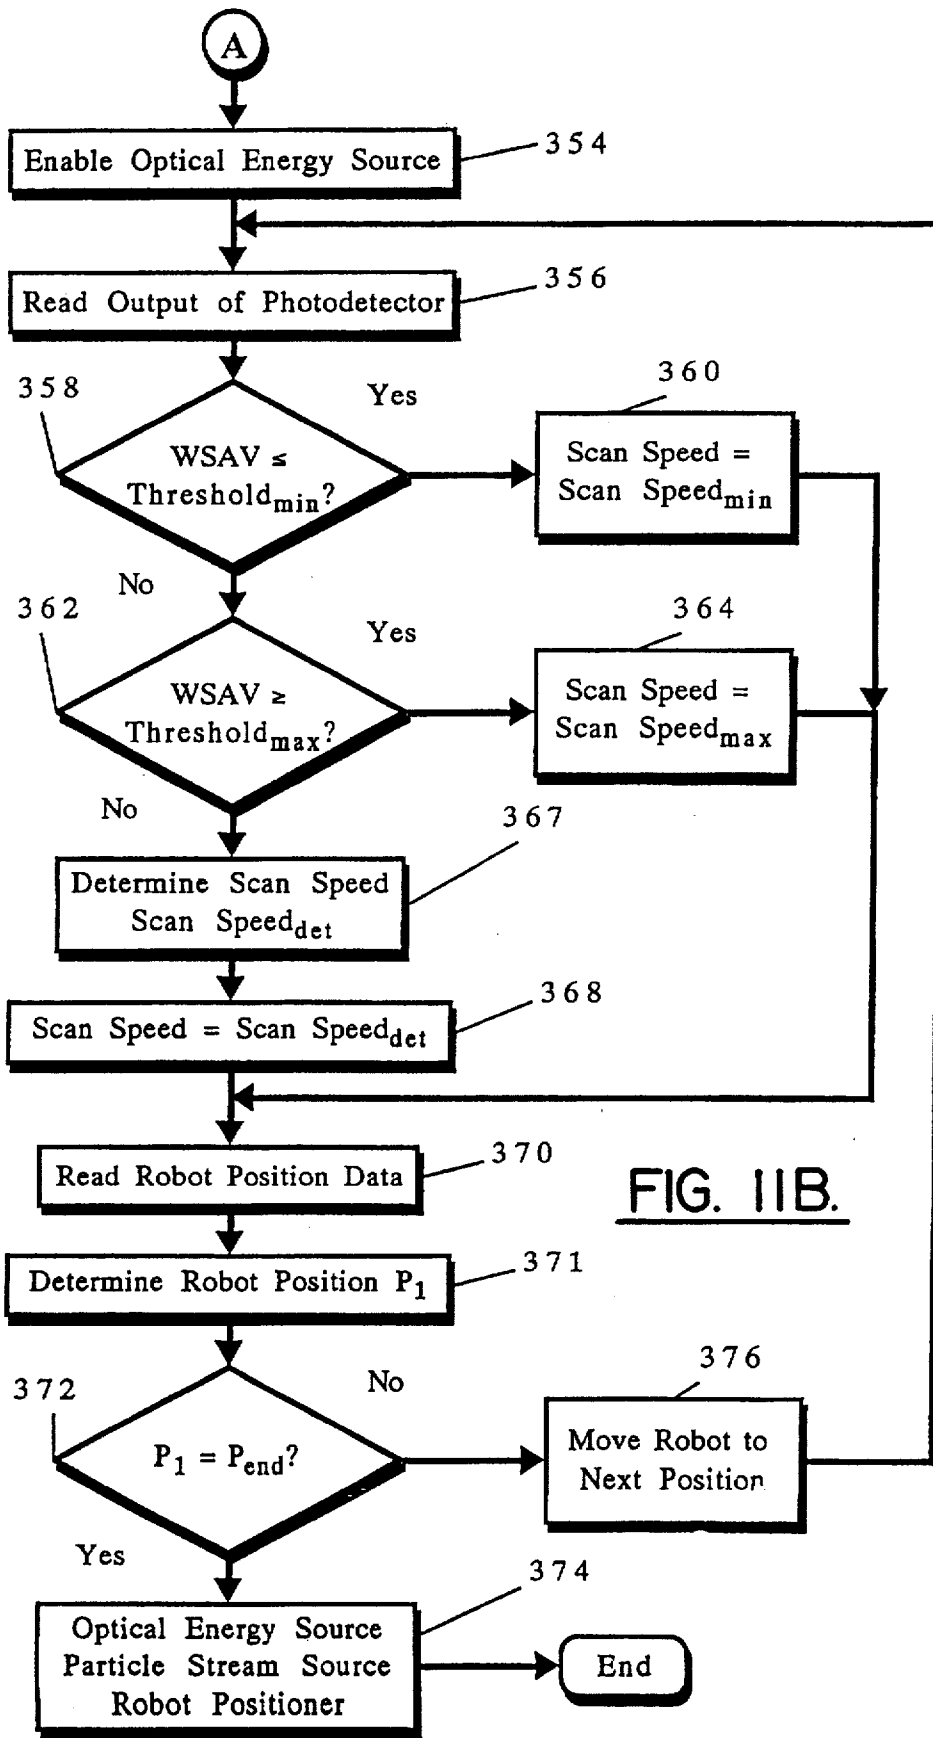 A
Enable Optical Energy Source
354
Read Output of Photodetector
356
358
WSAV ≤
Threshold_min?
Yes
No
360
Scan Speed =
Scan Speed_min
362
WSAV ≥
Threshold_max?
Yes
No
364
Scan Speed =
Scan Speed_max
367
Determine Scan Speed
Scan Speed_det
368
Scan Speed = Scan Speed_det
370
Read Robot Position Data
FIG. 11B.
371
Determine Robot Position P_1
372
P_1 = P_end?
No
Yes
376
Move Robot to
Next Position
374
Optical Energy Source
Particle Stream Source
Robot Positioner
End